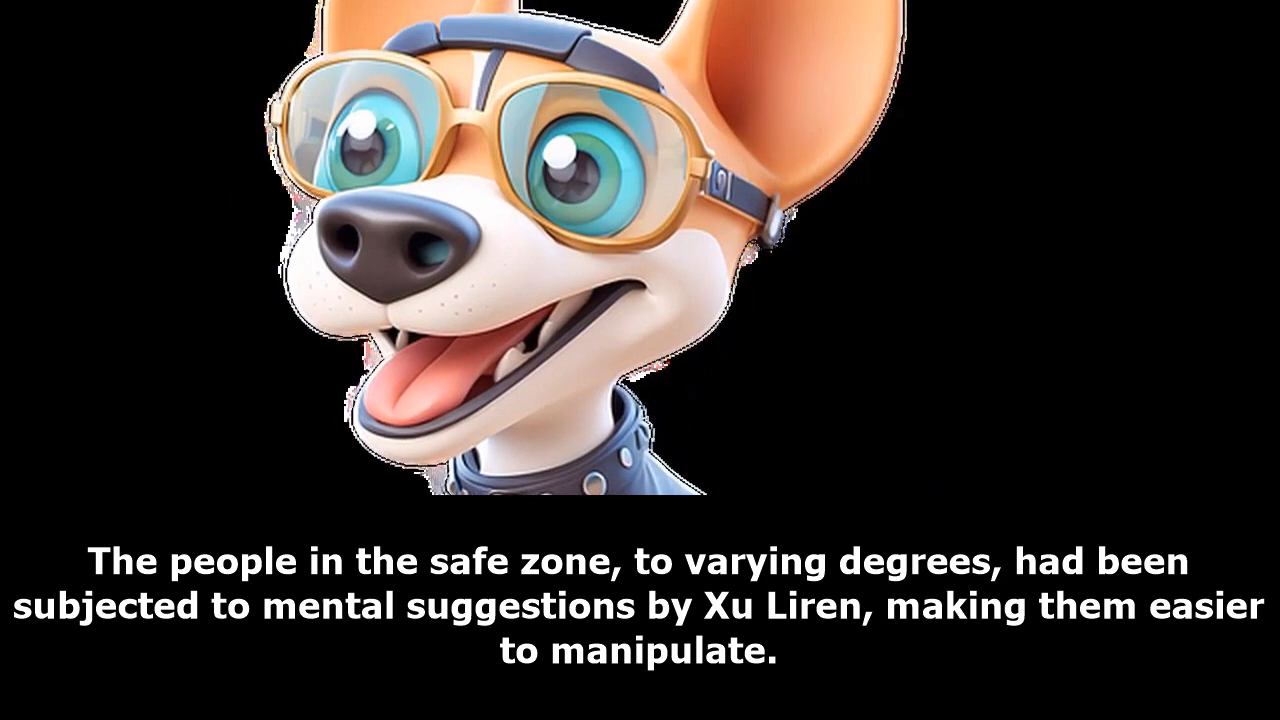 The people in the safe zone, to varying degrees, had been
subjected to mental suggestions by Xu Liren, making them easier
to manipulate.